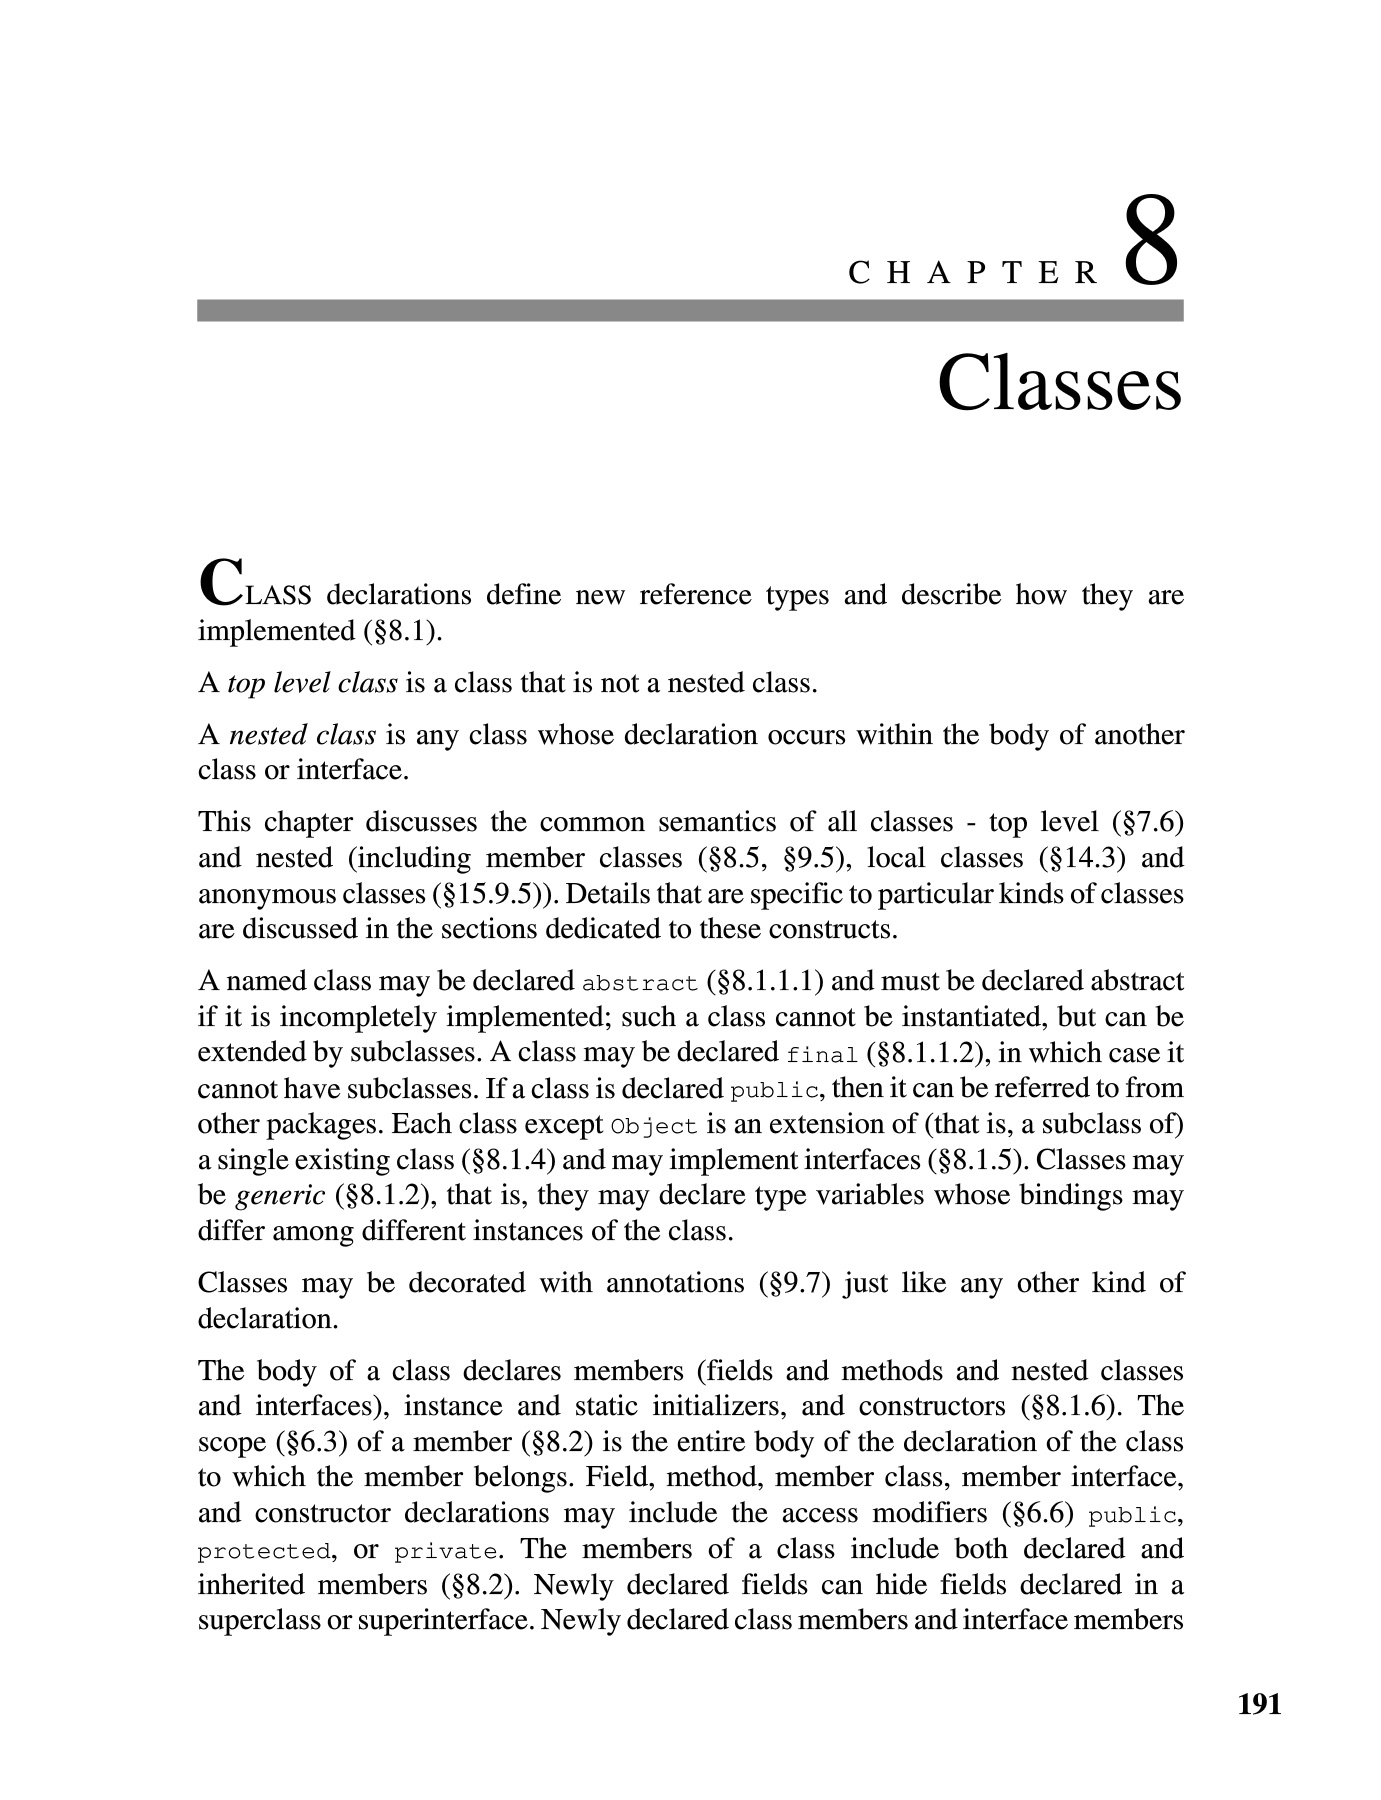 CHAPTER 8
Classes
CLASS declarations define new reference types and describe how they are
implemented (§8.1).
A top level class is a class that is not a nested class.
A nested class is any class whose declaration occurs within the body of another
class or interface.
This chapter discusses the common semantics of all classes - top level (§7.6)
and nested (including member classes (§8.5, §9.5), local classes (§14.3) and
anonymous classes (§15.9.5)). Details that are specific to particular kinds of classes
are discussed in the sections dedicated to these constructs.
A named class may be declared abstract (§8.1.1.1) and must be declared abstract
if it is incompletely implemented; such a class cannot be instantiated, but can be
extended by subclasses. A class may be declared final (§8.1.1.2), in which case it
cannot have subclasses. If a class is declared public, then it can be referred to from
other packages. Each class except Object is an extension of (that is, a subclass of)
a single existing class (§8.1.4) and may implement interfaces (§8.1.5). Classes may
be generic (§8.1.2), that is, they may declare type variables whose bindings may
differ among different instances of the class.
Classes may be decorated with annotations (§9.7) just like any other kind of
declaration.
The body of a class declares members (fields and methods and nested classes
and interfaces), instance and static initializers, and constructors (§8.1.6). The
scope (§6.3) of a member (§8.2) is the entire body of the declaration of the class
to which the member belongs. Field, method, member class, member interface,
and constructor declarations may include the access modifiers (§6.6) public,
protected, or private. The members of a class include both declared and
inherited members (§8.2). Newly declared fields can hide fields declared in a
superclass or superinterface. Newly declared class members and interface members
191